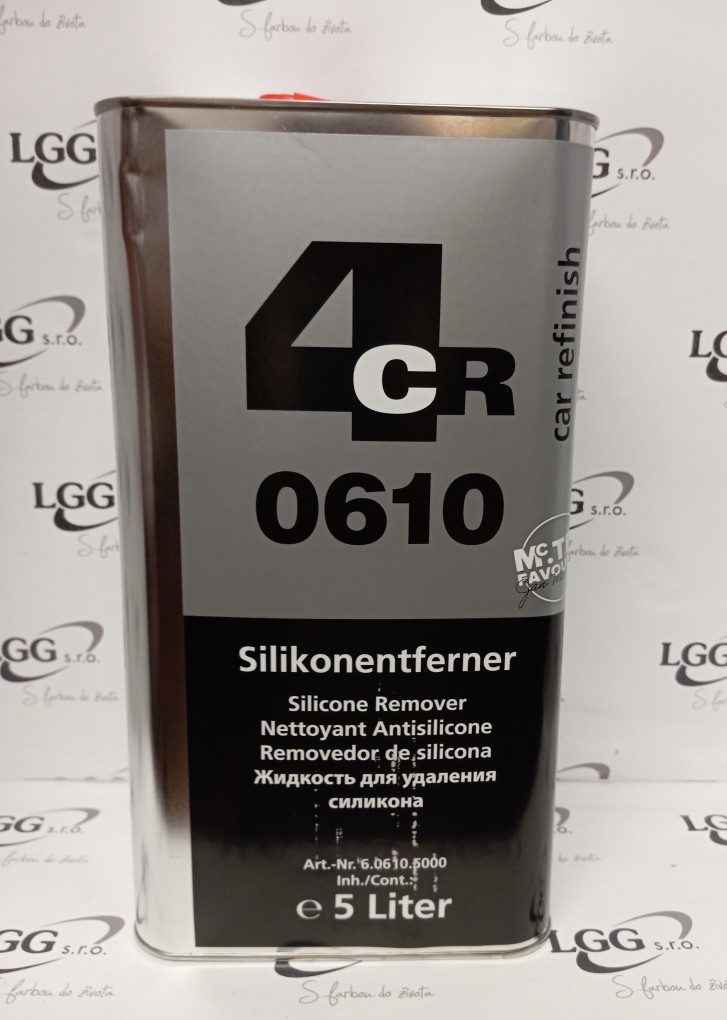 4CR
car refinish
0610
Silikonentferner
Silicone Remover
Nettoyant Antisilicone
Removedor de silicona
Жидкость для удаления
силикона
Art.-Nr. 6.0610.5000
Inh./Cont.:
℮ 5 Liter
LGG s.r.o.
S farbou do života